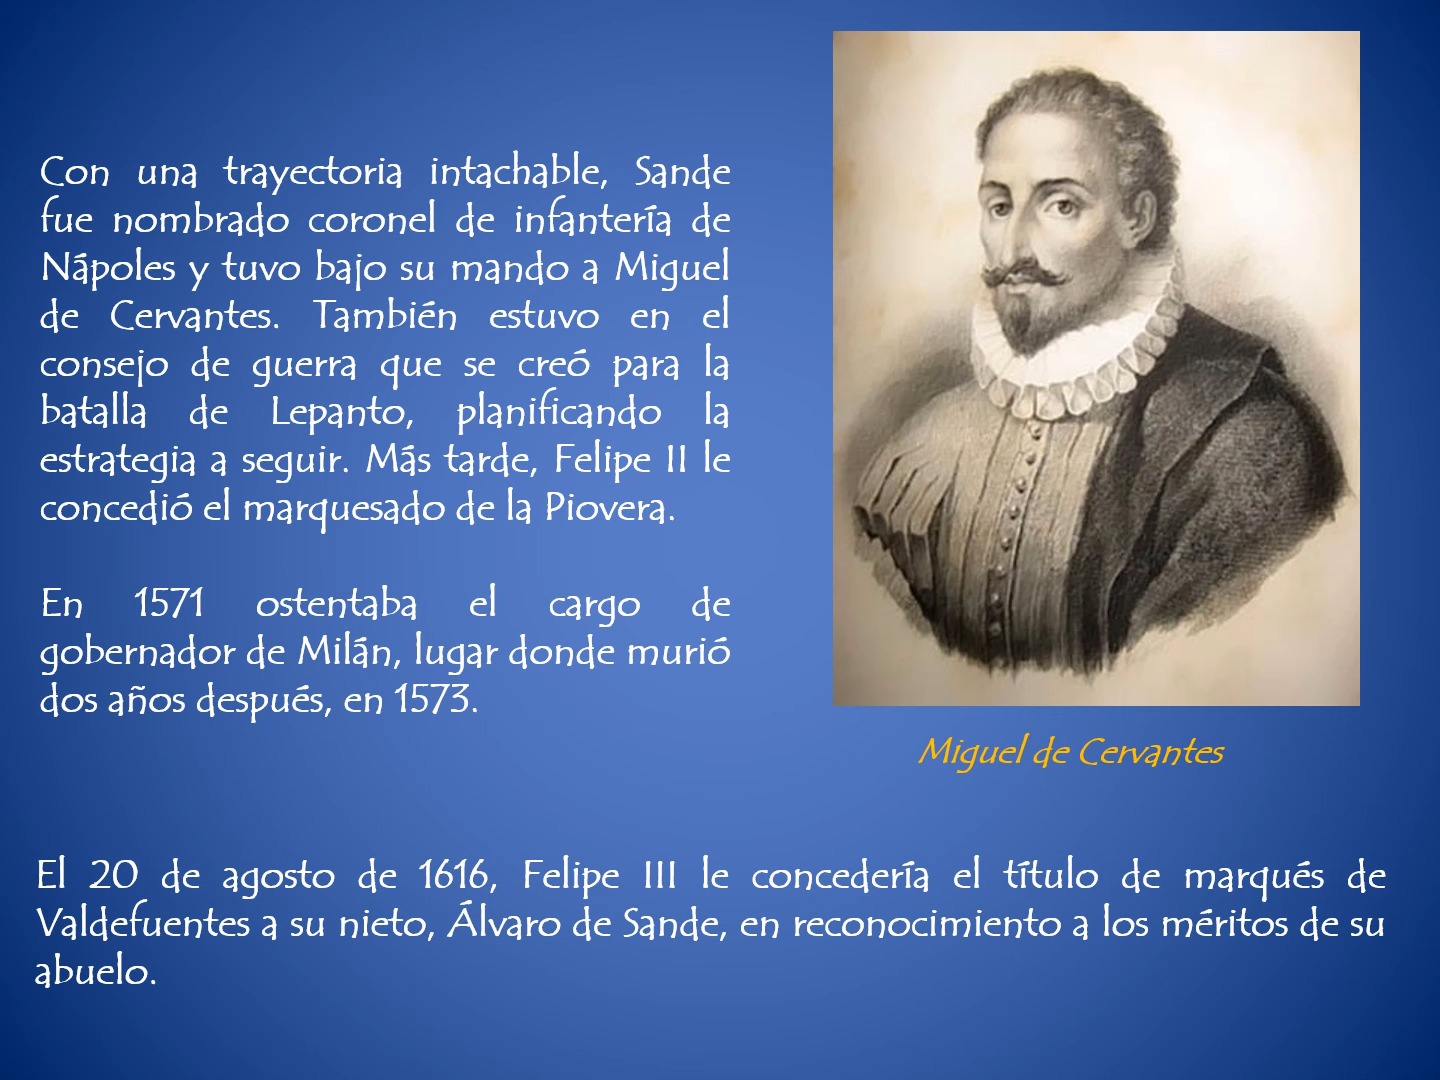 Con una trayectoria intachable, Sande
fue nombrado coronel de infantería de
Nápoles y tuvo bajo su mando a Miguel
de Cervantes. También estuvo en el
consejo de guerra que se creó para la
batalla de Lepanto, planificando la
estrategia a seguir. Más tarde, Felipe II le
concedió el marquesado de la Piovera.
En 1571 ostentaba el cargo de
gobernador de Milán, lugar donde murió
dos años después, en 1573.
Miguel de Cervantes
El 20 de agosto de 1616, Felipe III le concedería el título de marqués de
Valdefuentes a su nieto, Álvaro de Sande, en reconocimiento a los méritos de su
abuelo.